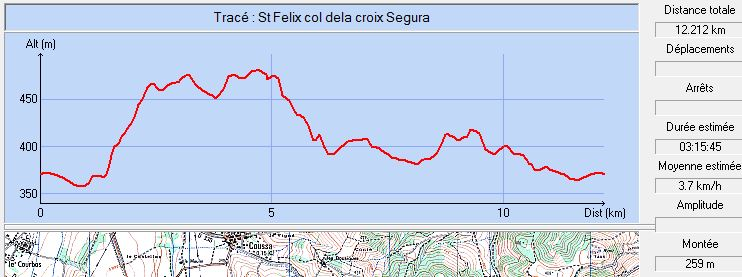 Tracé : St Felix col dela croix Segura
Alt (m)
450
400
350
0
5
10
Dist (km)
Distance totale
12.212 km
Déplacements
Arrêts
Durée estimée
03:15:45
Moyenne estimée
3.7 km/h
Amplitude
Montée
259 m
Coussa